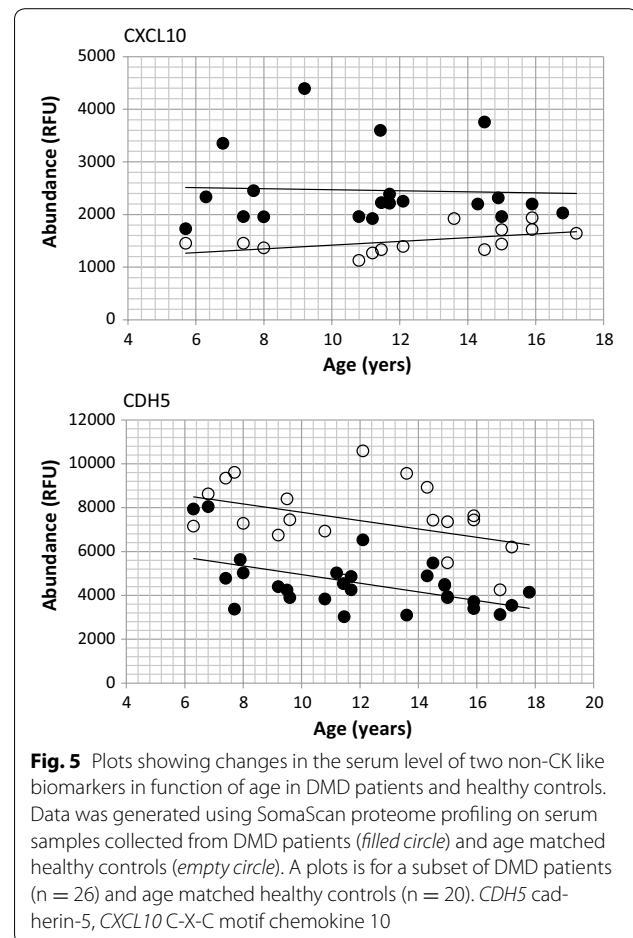 CXCL10
5000
4000
3000
2000
1000
0
Abundance (RFU)
4 6 8 10 12 14 16 18
Age (yers)
CDH5
12000
10000
8000
6000
4000
2000
0
Abundance (RFU)
4 6 8 10 12 14 16 18 20
Age (years)
Fig. 5 Plots showing changes in the serum level of two non-CK like
biomarkers in function of age in DMD patients and healthy controls.
Data was generated using SomaScan proteome profiling on serum
samples collected from DMD patients (filled circle) and age matched
healthy controls (empty circle). A plots is for a subset of DMD patients
(n = 26) and age matched healthy controls (n = 20). CDH5 cad-
herin-5, CXCL10 C-X-C motif chemokine 10